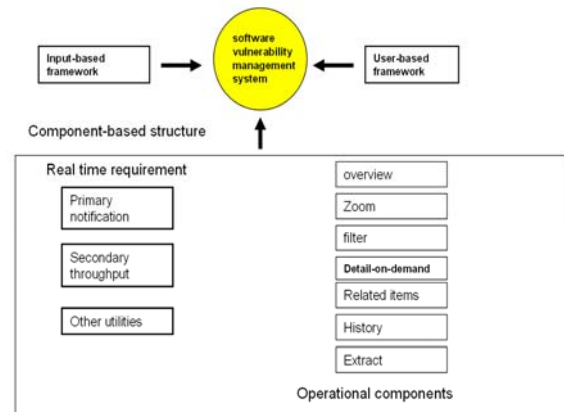 software
vulnerability
management
system
Input-based
framework
User-based
framework
Component-based structure
Real time requirement
Primary
notification
Secondary
throughput
Other utilities
overview
Zoom
filter
Detail-on-demand
Related items
History
Extract
Operational components